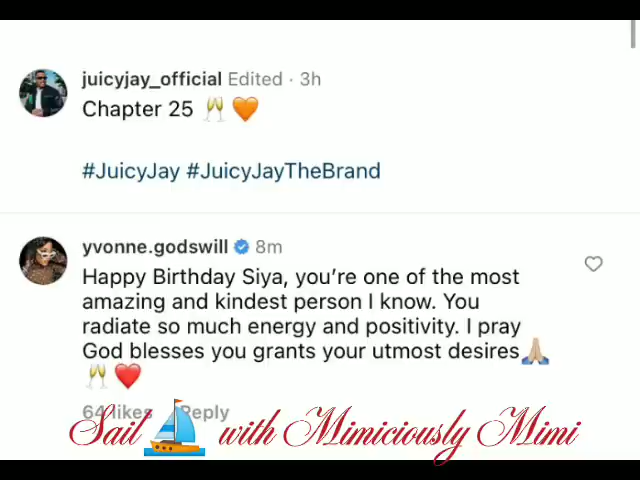 juicyjay_official Edited · 3h
Chapter 25 🥂 🧡
#JuicyJay #JuicyJayTheBrand
yvonne.godswill 8m
Happy Birthday Siya, you’re one of the most
amazing and kindest person I know. You
radiate so much energy and positivity. I pray
God blesses you grants your utmost desires🙏🏼
🥂 ❤️
64 likes Reply
Sail ⛵ with Mimiciously Mimi